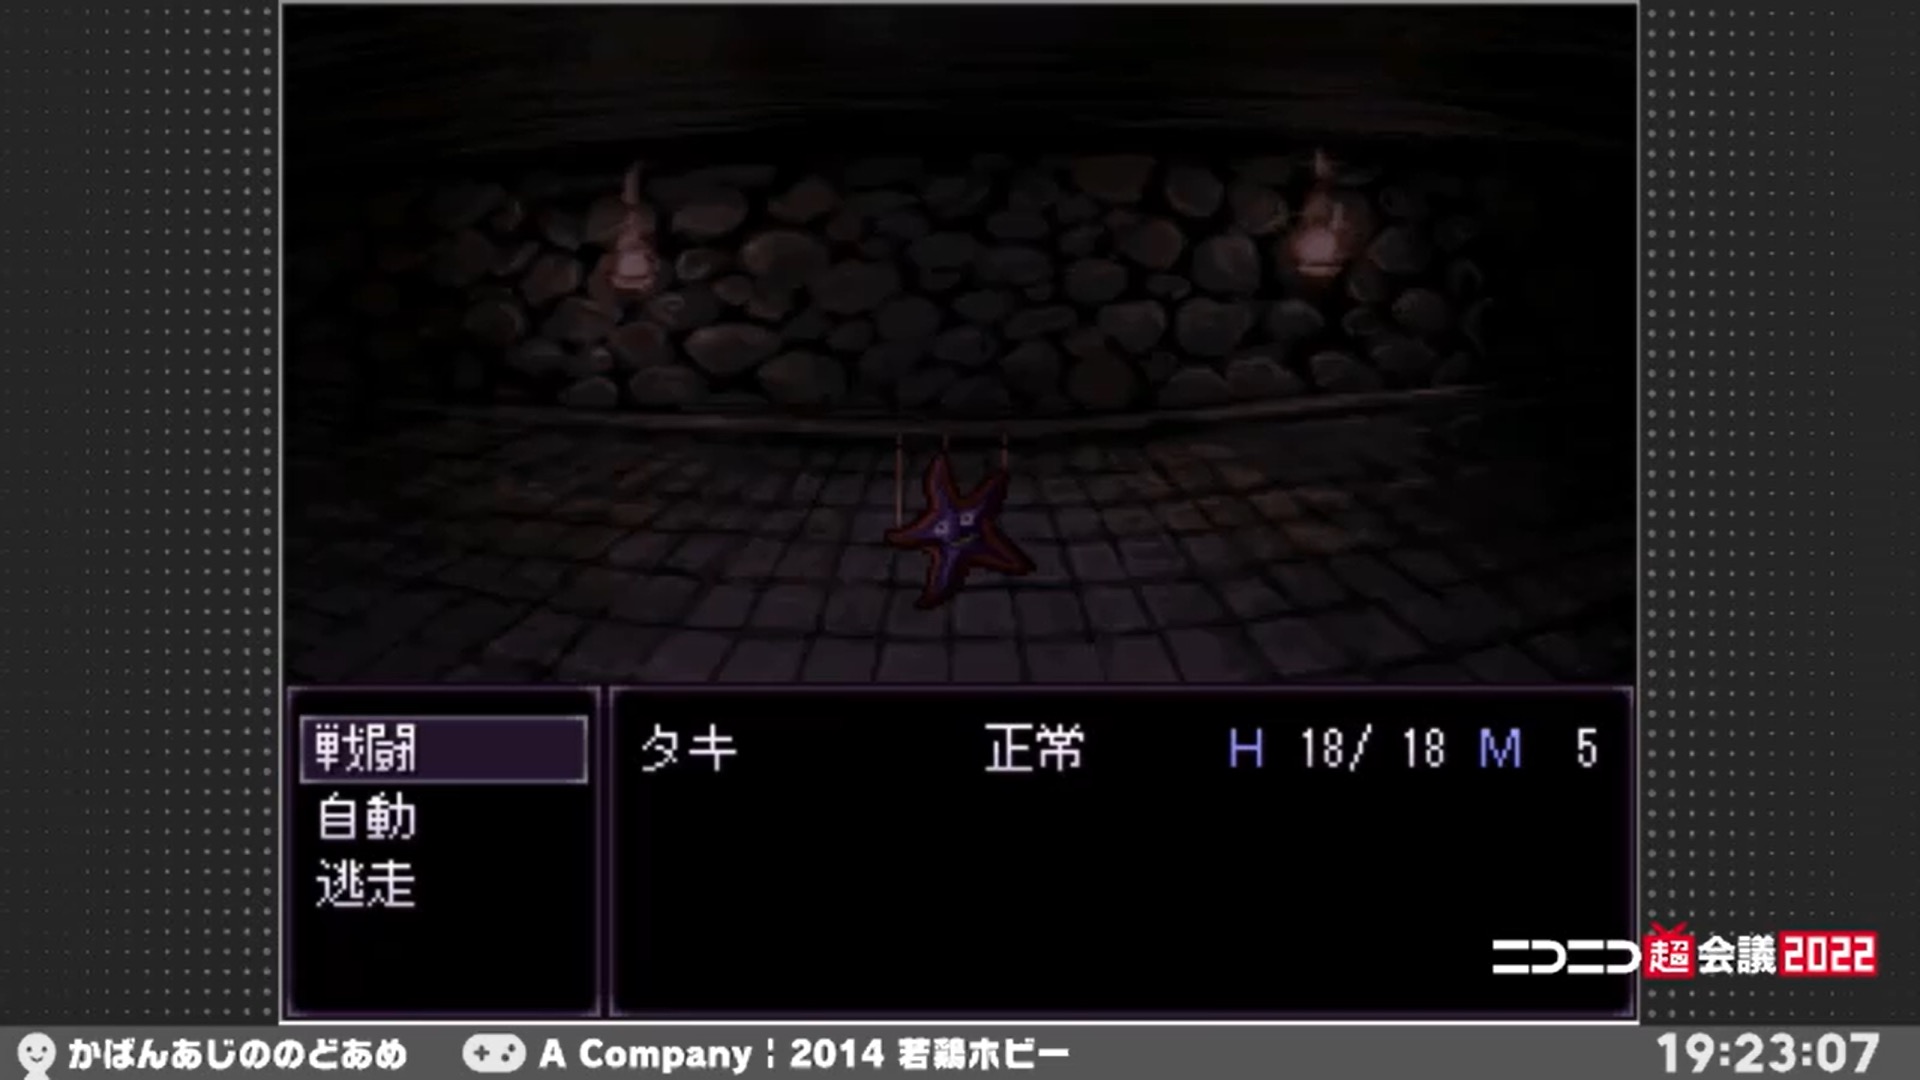 戦闘
自動
逃走
タキ 正常 H 18/ 18 M 5
ニコニコ超会議2022
かばんあじののどあめ A Company ¦ 2014 若鶏ホビー 19:23:07